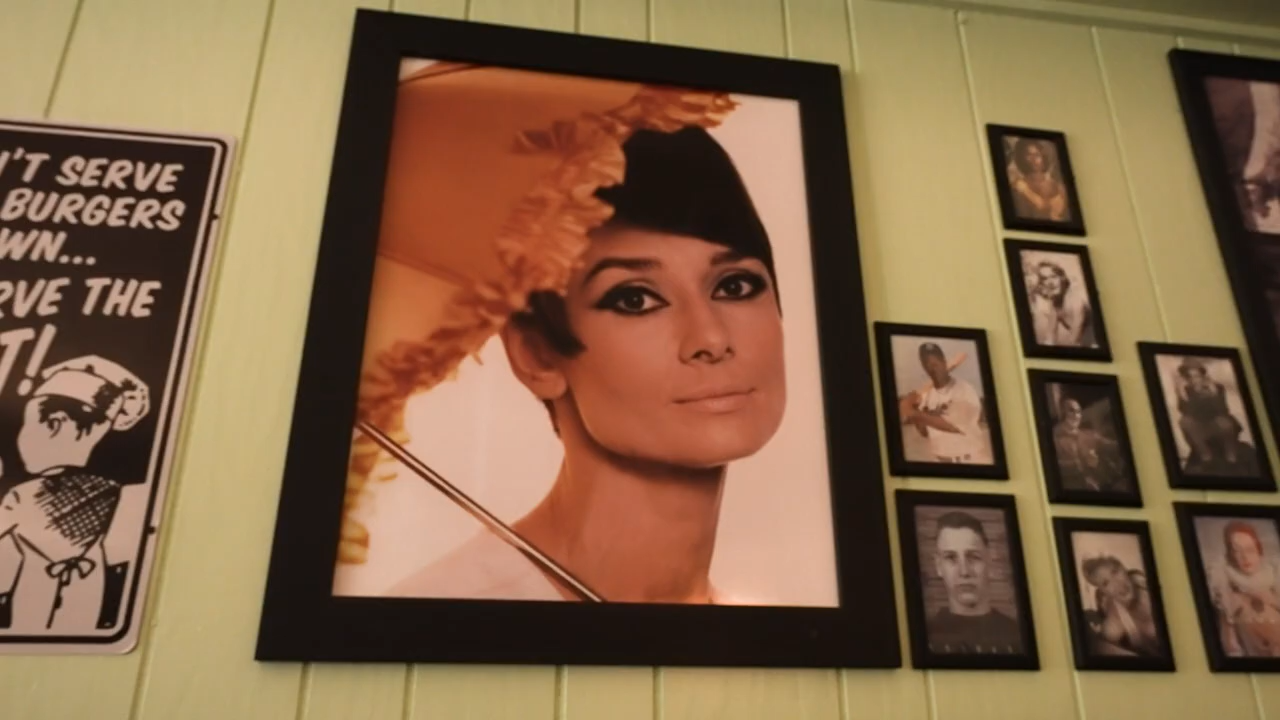 N'T SERVE
BURGERS
WN...
RVE THE
T!